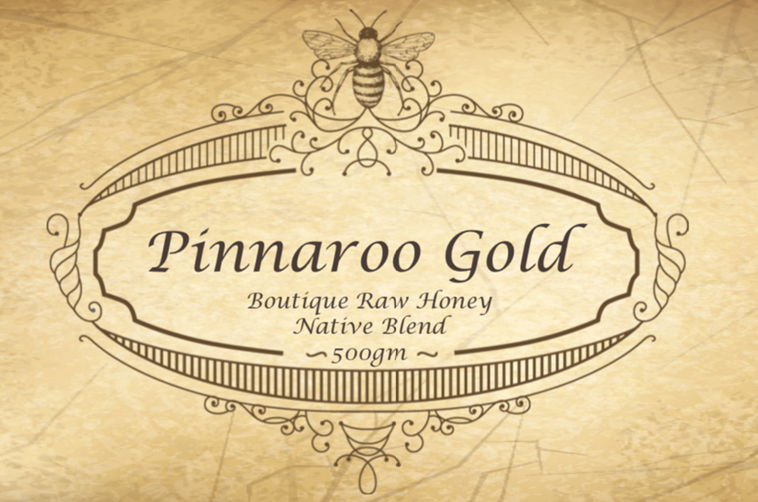 Pinnaroo Gold
Boutique Raw Honey
Native Blend
~500gm ~